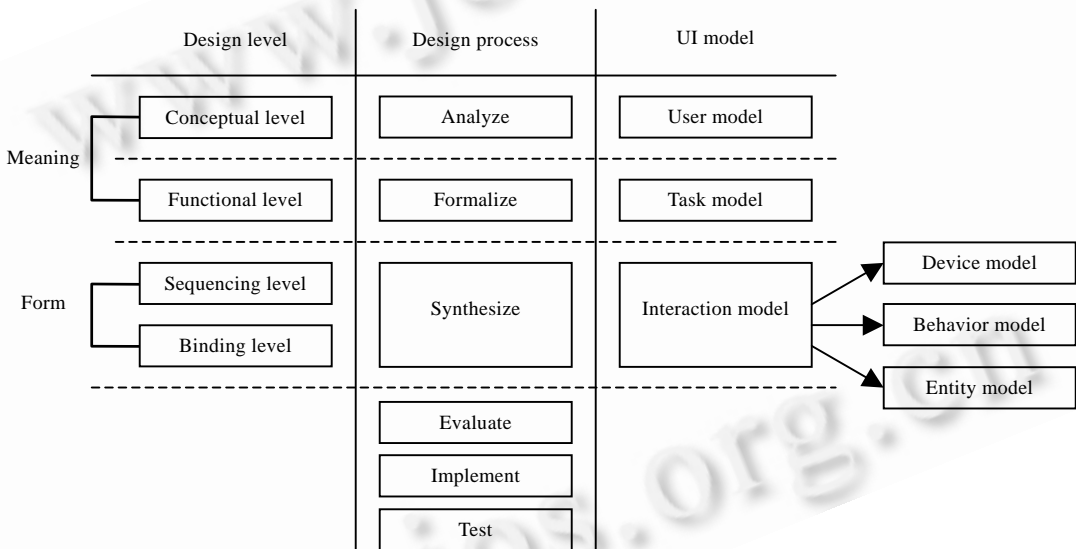 Design level
Design process
UI model
Conceptual level
Analyze
User model
Meaning
Functional level
Formalize
Task model
Sequencing level
Form
Synthesize
Interaction model
Binding level
Device model
Behavior model
Entity model
Evaluate
Implement
Test